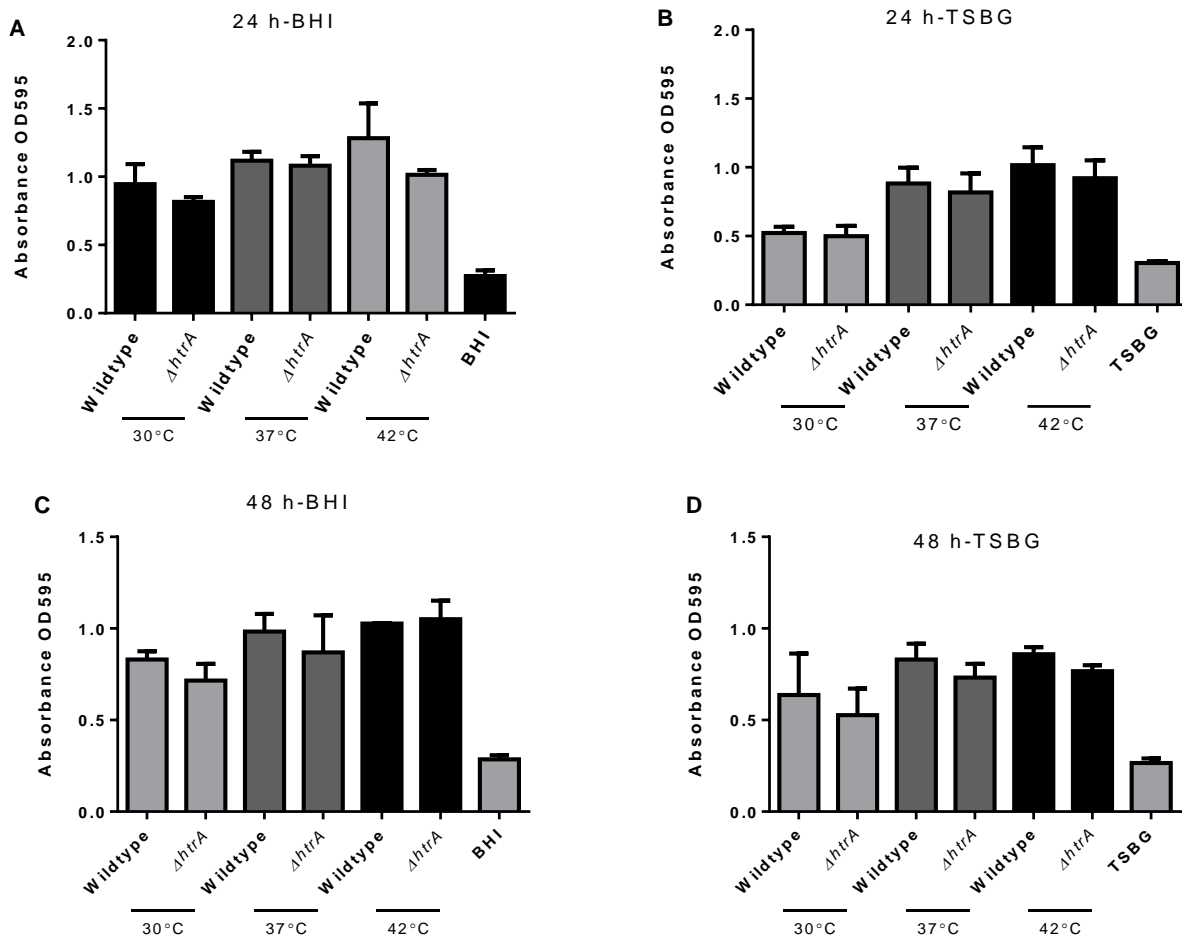 A
24 h-BHI
Absorbance OD595
2.0
1.5
1.0
0.5
0.0
Wildtype
ΔhtrA
Wildtype
ΔhtrA
Wildtype
ΔhtrA
BHI
30°C
37°C
42°C
B
24 h-TSBG
Absorbance OD595
2.0
1.5
1.0
0.5
0.0
Wildtype
ΔhtrA
Wildtype
ΔhtrA
Wildtype
ΔhtrA
TSBG
30°C
37°C
42°C
C
48 h-BHI
Absorbance OD595
1.5
1.0
0.5
0.0
Wildtype
ΔhtrA
Wildtype
ΔhtrA
Wildtype
ΔhtrA
BHI
30°C
37°C
42°C
D
48 h-TSBG
Absorbance OD595
1.5
1.0
0.5
0.0
Wildtype
ΔhtrA
Wildtype
ΔhtrA
Wildtype
ΔhtrA
TSBG
30°C
37°C
42°C